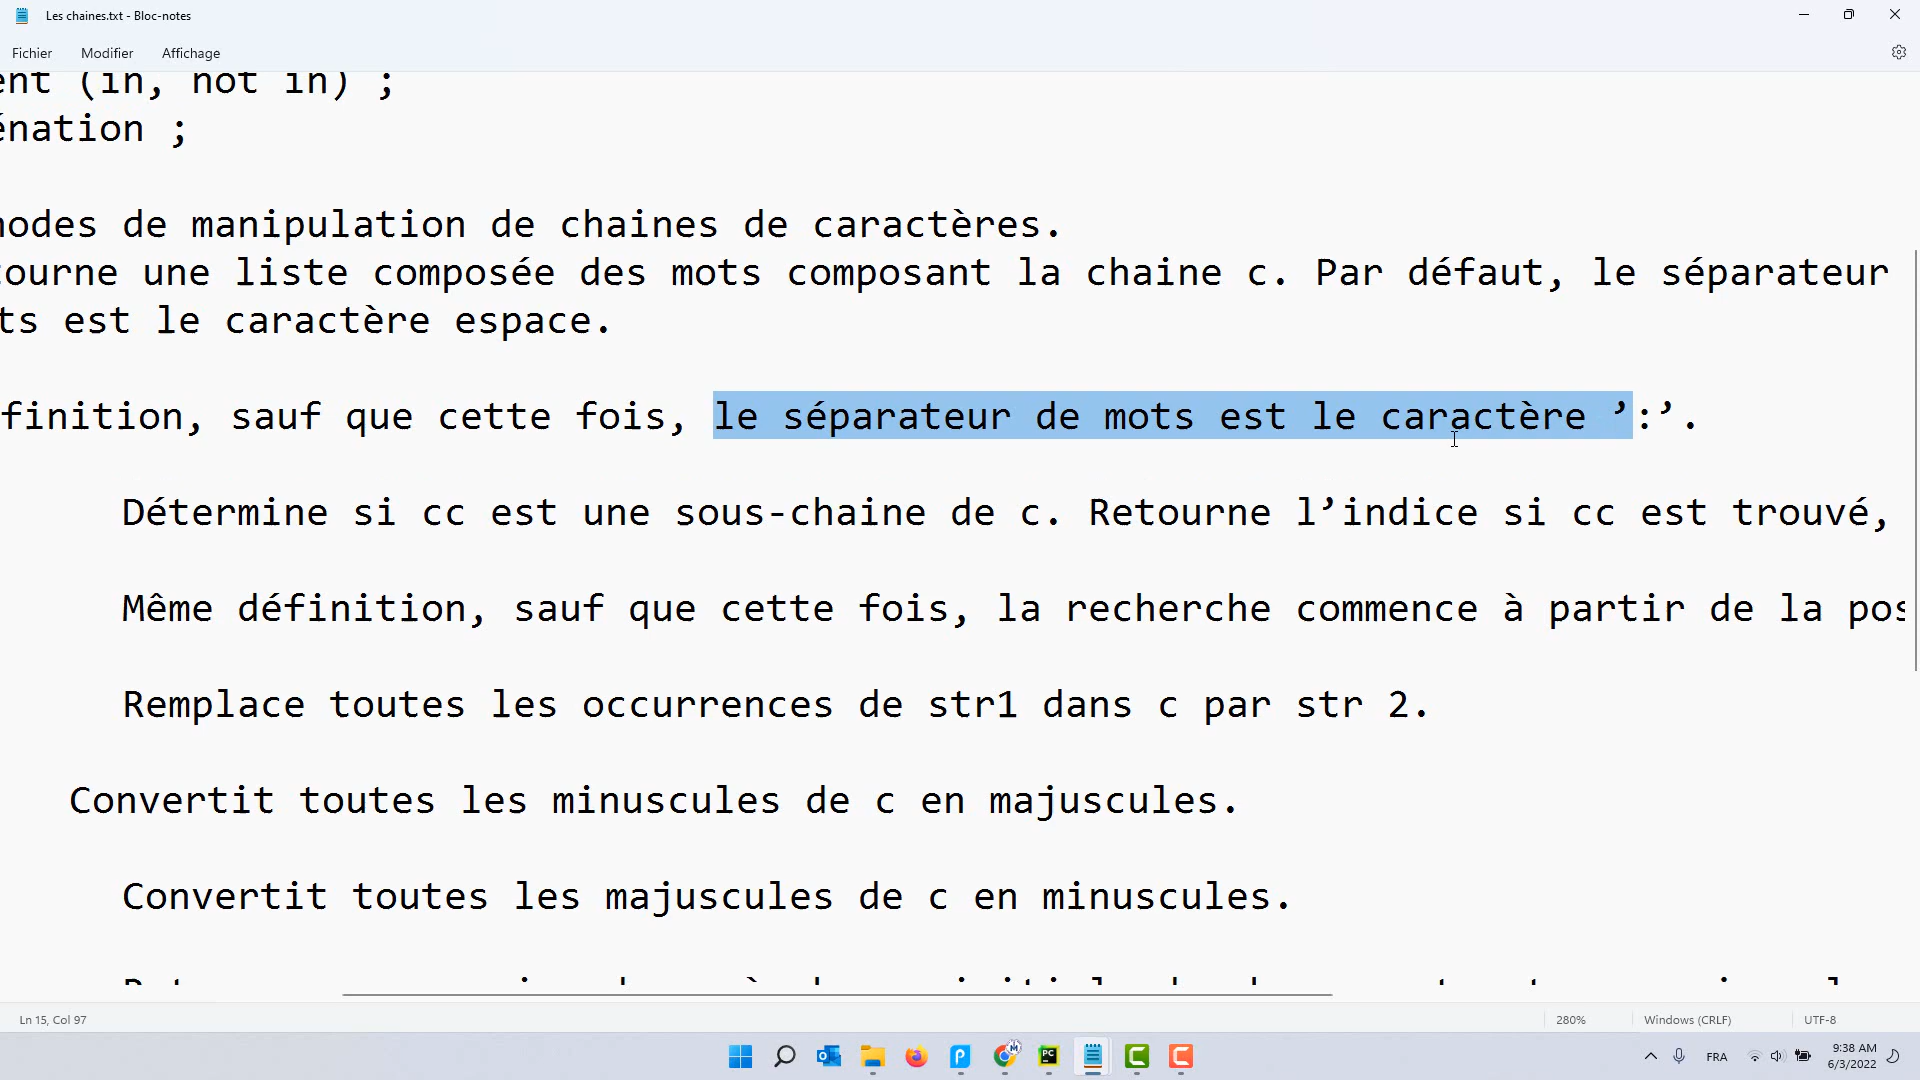 Les chaines.txt - Bloc-notes
Fichier Modifier Affichage
ent (in, not in) ;
énation ;
nodes de manipulation de chaines de caractères.
tourne une liste composée des mots composant la chaine c. Par défaut, le séparateur
ts est le caractère espace.
finition, sauf que cette fois, le séparateur de mots est le caractère ’:’.
Détermine si cc est une sous-chaine de c. Retourne l’indice si cc est trouvé,
Même définition, sauf que cette fois, la recherche commence à partir de la pos
Remplace toutes les occurrences de str1 dans c par str 2.
Convertit toutes les minuscules de c en majuscules.
Convertit toutes les majuscules de c en minuscules.
Ln 15, Col 97 280% Windows (CRLF) UTF-8
FRA 9:38 AM
6/3/2022